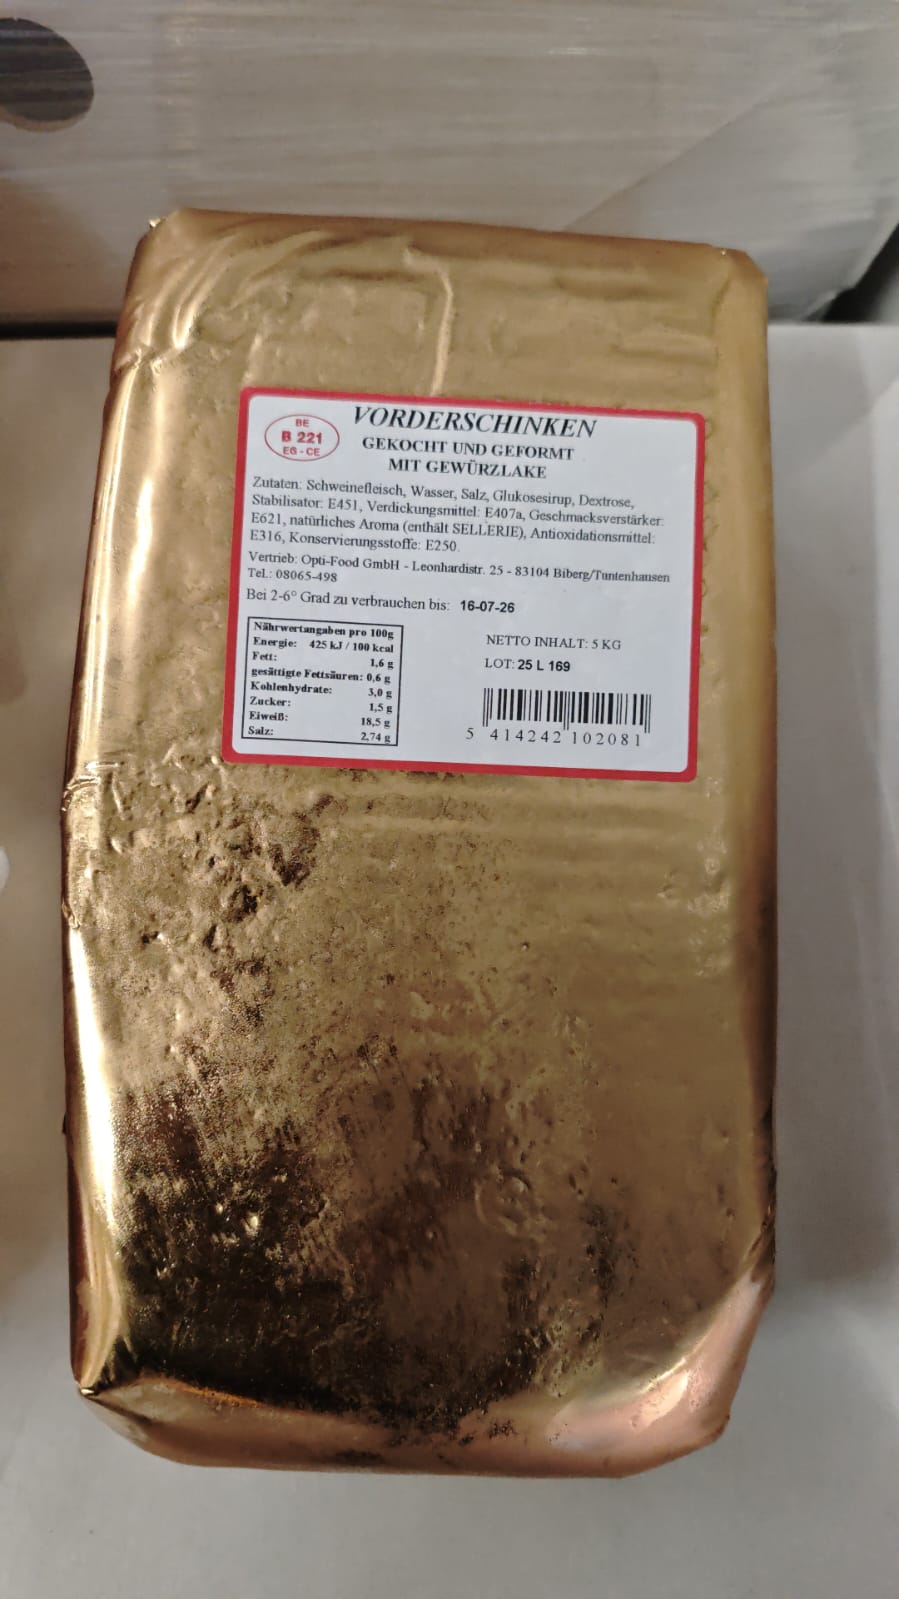 BE
B 221
EG - CE
VORDERSCHINKEN
GEKOCHT UND GEFORMT
MIT GEWÜRZLAKE
Zutaten: Schweinefleisch, Wasser, Salz, Glukosesirup, Dextrose,
Stabilisator: E451, Verdickungsmittel: E407a, Geschmacksverstärker:
E621, natürliches Aroma (enthält SELLERIE), Antioxidationsmittel:
E316, Konservierungsstoffe: E250.
Vertrieb: Opti-Food GmbH - Leonhardistr. 25 - 83104 Biberg/Tuntenhausen
Tel.: 08065-498
Bei 2-6° Grad zu verbrauchen bis: 16-07-26
Nährwertangaben pro 100g
Energie: 425 kJ / 100 kcal
Fett: 1,6 g
gesättigte Fettsäuren: 0,6 g
Kohlenhydrate: 3,0 g
Zucker: 1,5 g
Eiweiß: 18,5 g
Salz: 2,74 g
NETTO INHALT: 5 KG
LOT: 25 L 169
5 414242 102081